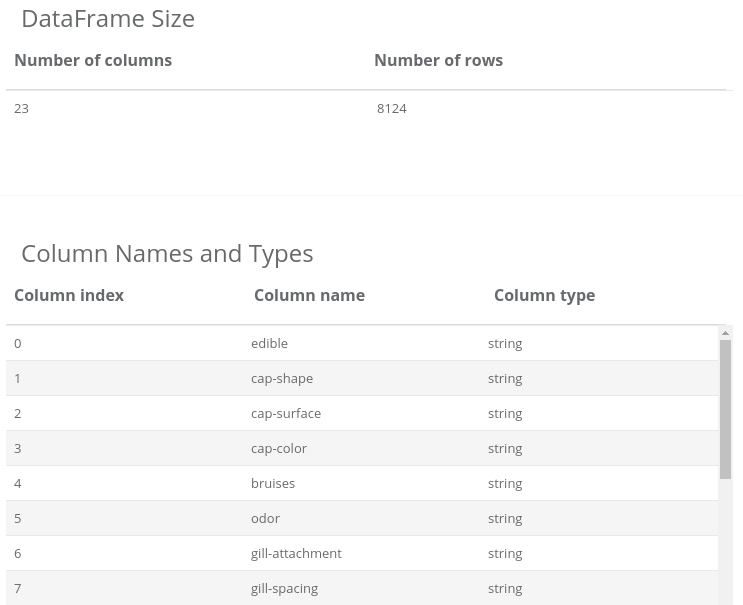 DataFrame Size
Number of columns Number of rows
23 8124
Column Names and Types
Column index Column name Column type
0 edible string
1 cap-shape string
2 cap-surface string
3 cap-color string
4 bruises string
5 odor string
6 gill-attachment string
7 gill-spacing string